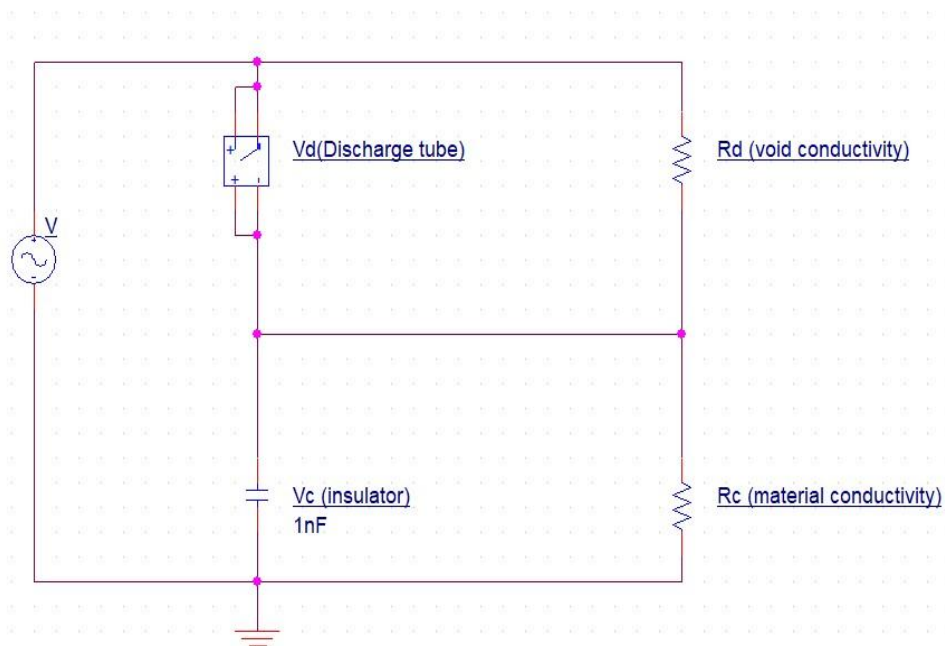 Vd(Discharge tube)
Rd (void conductivity)
V
Vc (insulator)
1nF
Rc (material conductivity)